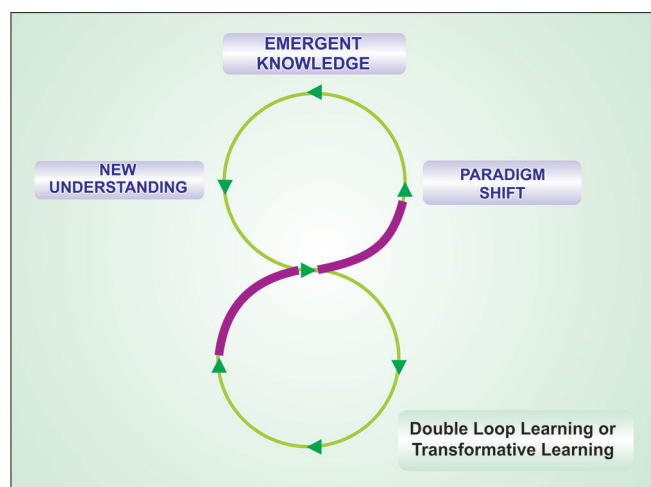 EMERGENT
KNOWLEDGE
NEW
UNDERSTANDING
PARADIGM
SHIFT
Double Loop Learning or
Transformative Learning